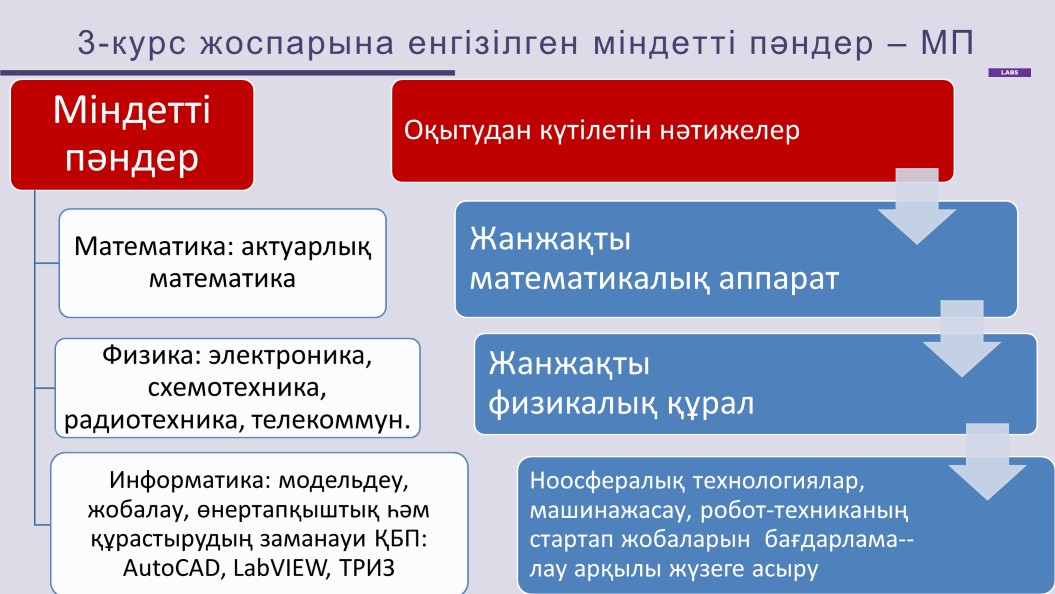 3-курс жоспарына енгізілген міндетті пәндер – МП
LABS
Міндетті
пәндер
Оқытудан күтілетін нәтижелер
Математика: актуарлық
математика
Жанжақты
математикалық аппарат
Физика: электроника,
схемотехника,
радиотехника, телекоммун.
Жанжақты
физикалық құрал
Информатика: модельдеу,
жобалау, өнертапқыштық һәм
құрастырудың заманауи ҚБП:
AutoCAD, LabVIEW, ТРИЗ
Ноосфералық технологиялар,
машинажасау, робот-техниканың
стартап жобаларын бағдарлама--
лау арқылы жүзеге асыру